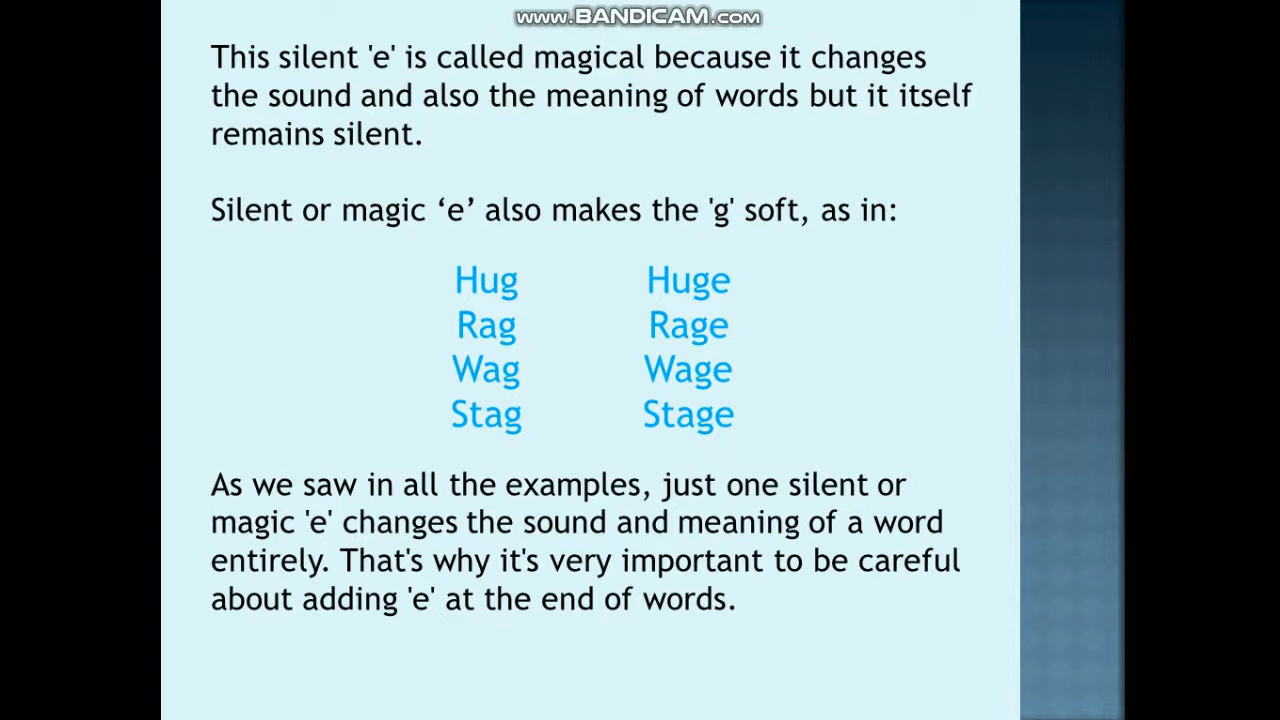 www.BANDICAM.com
This silent 'e' is called magical because it changes
the sound and also the meaning of words but it itself
remains silent.
Silent or magic ‘e’ also makes the 'g' soft, as in:
Hug Huge
Rag Rage
Wag Wage
Stag Stage
As we saw in all the examples, just one silent or
magic 'e' changes the sound and meaning of a word
entirely. That's why it's very important to be careful
about adding 'e' at the end of words.